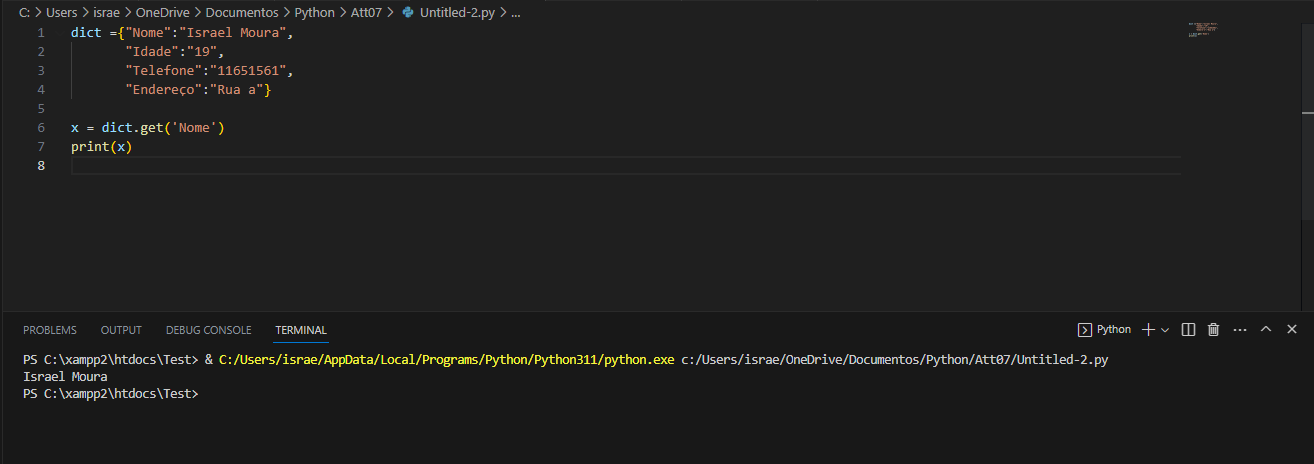 C: > Users > israe > OneDrive > Documentos > Python > Att07 > Untitled-2.py > ...
1 dict ={"Nome":"Israel Moura",
2 "Idade":"19",
3 "Telefone":"11651561",
4 "Endereço":"Rua a"}
5
6 x = dict.get('Nome')
7 print(x)
8
PROBLEMS OUTPUT DEBUG CONSOLE TERMINAL Python
PS C:\xampp2\htdocs\Test> & C:/Users/israe/AppData/Local/Programs/Python/Python311/python.exe c:/Users/israe/OneDrive/Documentos/Python/Att07/Untitled-2.py
Israel Moura
PS C:\xampp2\htdocs\Test>